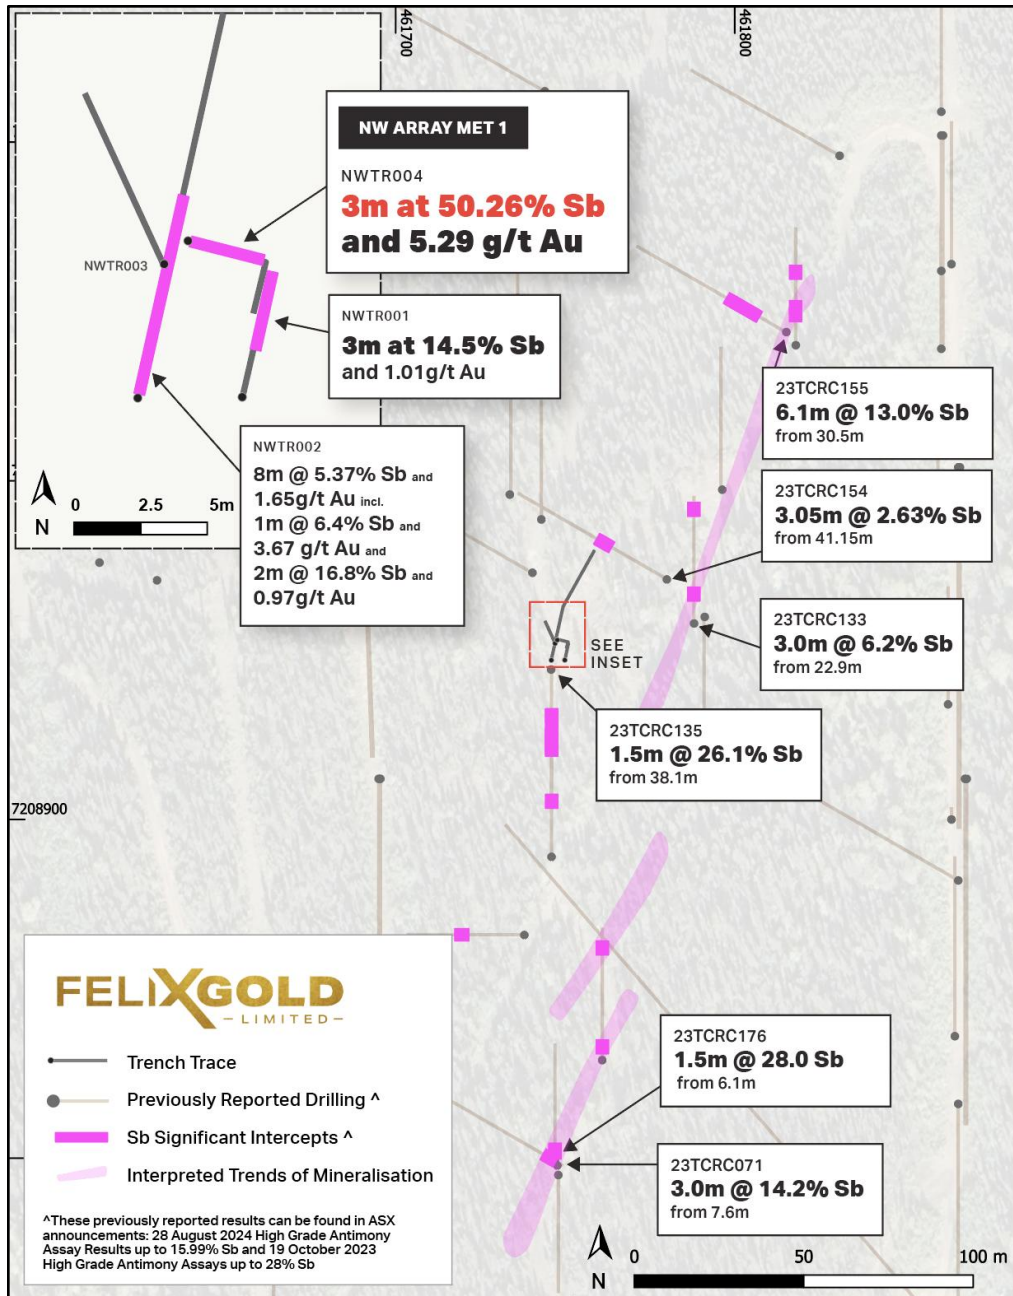 461700
461800
NW ARRAY MET 1
NWTR004
3m at 50.26% Sb
and 5.29 g/t Au
NWTR003
NWTR001
3m at 14.5% Sb
and 1.01g/t Au
NWTR002
8m @ 5.37% Sb and
1.65g/t Au incl.
1m @ 6.4% Sb and
3.67 g/t Au and
2m @ 16.8% Sb and
0.97g/t Au
N
0 2.5 5m
23TCRC155
6.1m @ 13.0% Sb
from 30.5m
23TCRC154
3.05m @ 2.63% Sb
from 41.15m
23TCRC133
3.0m @ 6.2% Sb
from 22.9m
SEE
INSET
23TCRC135
1.5m @ 26.1% Sb
from 38.1m
7208900
FELIXGOLD
LIMITED
Trench Trace
Previously Reported Drilling ^
Sb Significant Intercepts ^
Interpreted Trends of Mineralisation
^These previously reported results can be found in ASX
announcements: 28 August 2024 High Grade Antimony
Assay Results up to 15.99% Sb and 19 October 2023
High Grade Antimony Assays up to 28% Sb
23TCRC176
1.5m @ 28.0 Sb
from 6.1m
23TCRC071
3.0m @ 14.2% Sb
from 7.6m
N
0 50 100 m